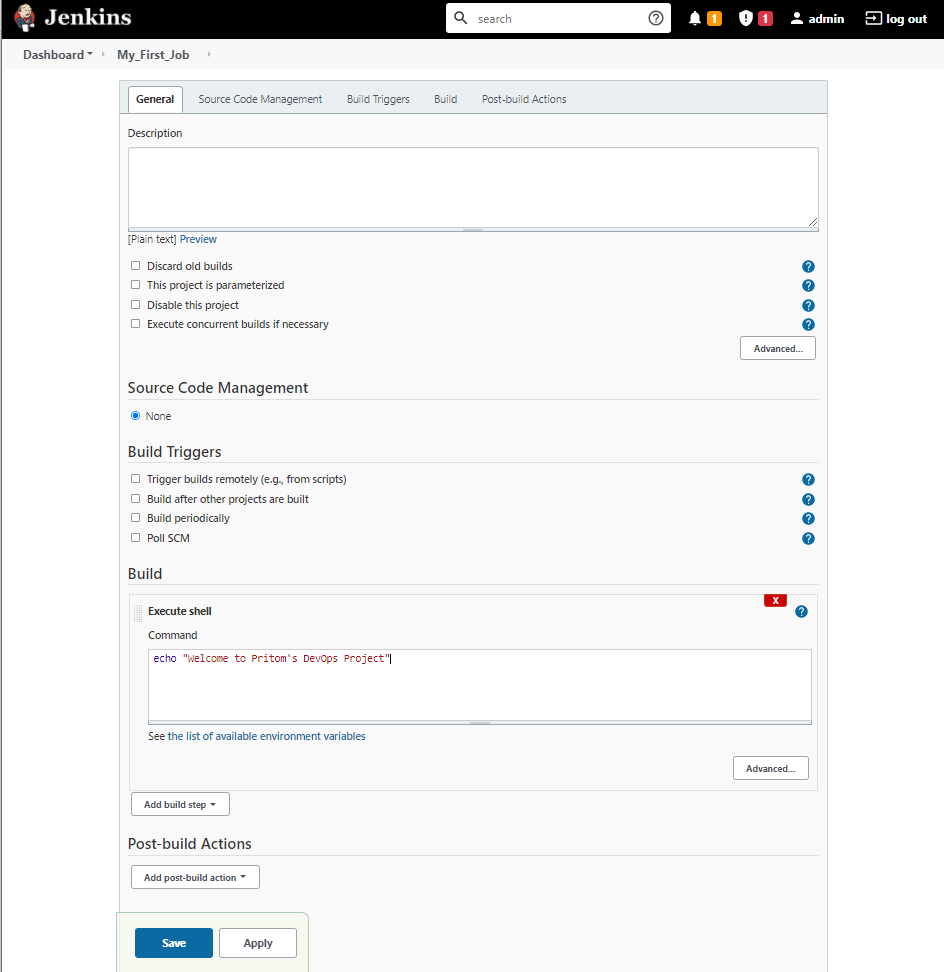 Jenkins search 1 1 admin log out
Dashboard My_First_Job
General Source Code Management Build Triggers Build Post-build Actions
Description
[Plain text] Preview
Discard old builds
This project is parameterized
Disable this project
Execute concurrent builds if necessary
Advanced...
Source Code Management
None
Build Triggers
Trigger builds remotely (e.g., from scripts)
Build after other projects are built
Build periodically
Poll SCM
Build
X
Execute shell
Command
echo "Welcome to Pritom's DevOps Project"
See the list of available environment variables
Advanced...
Add build step
Post-build Actions
Add post-build action
Save Apply